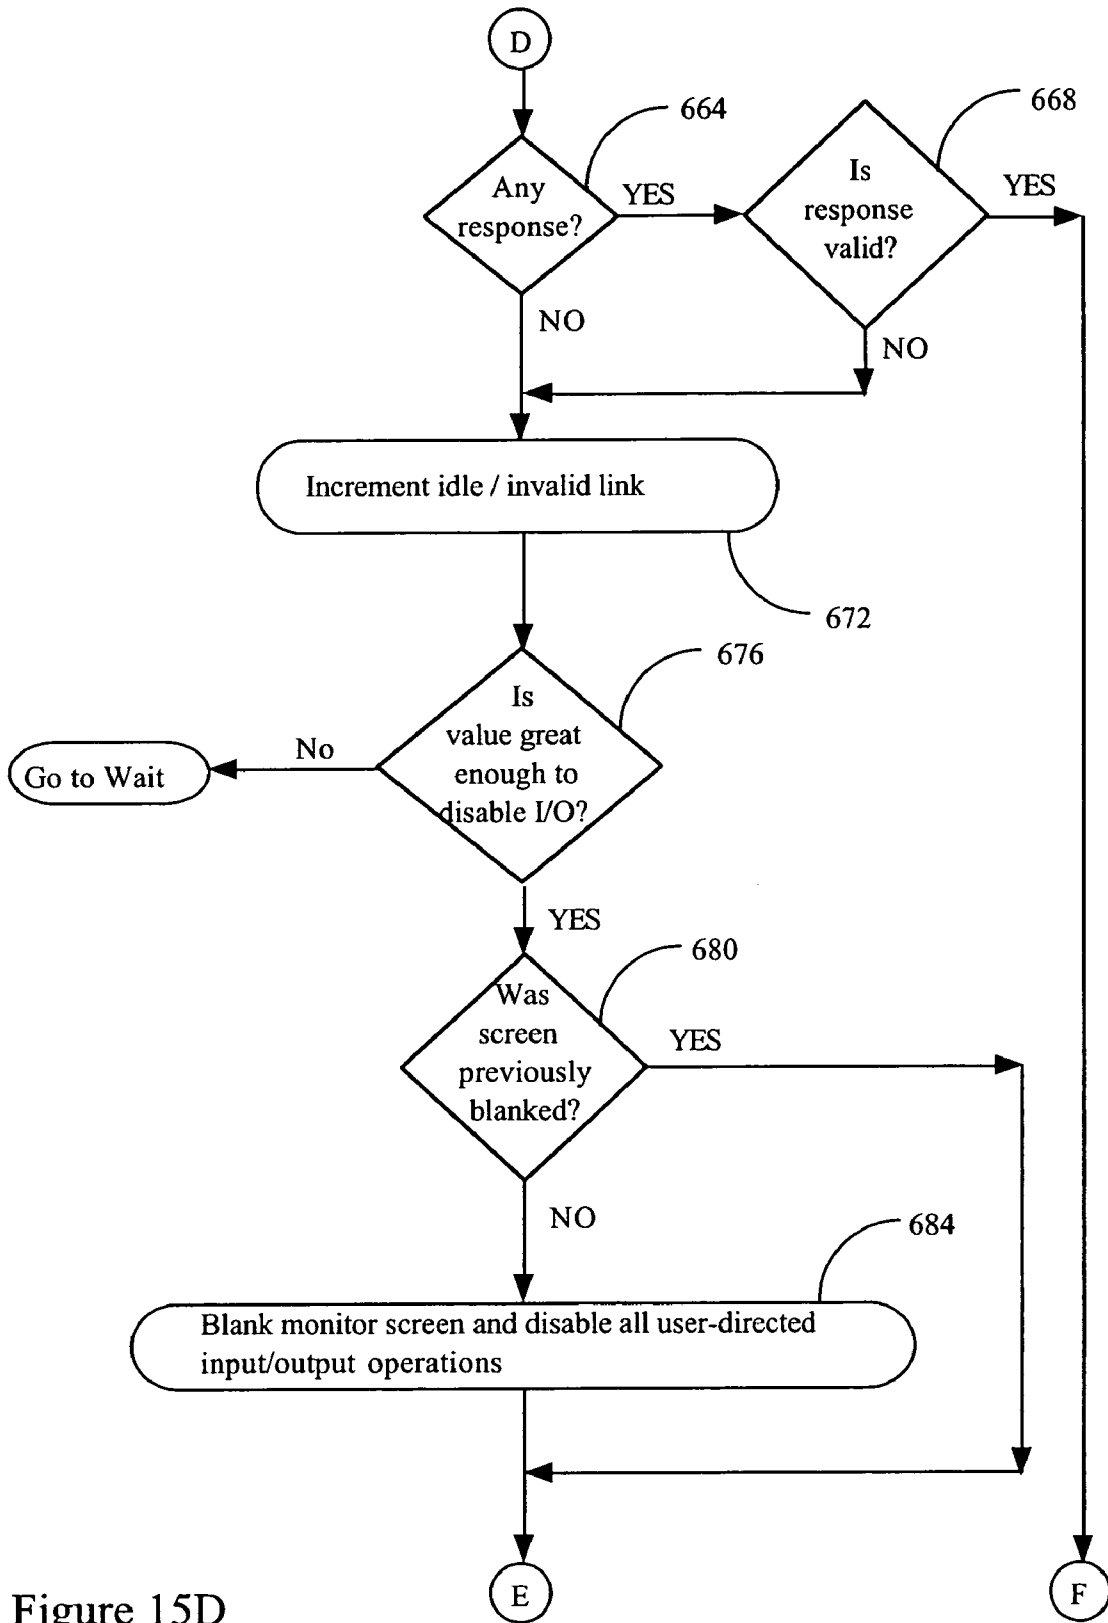 D
664
668
Any
response?
YES
Is
response
valid?
YES
NO
NO
Increment idle / invalid link
672
676
Is
value great
enough to
disable I/O?
No
Go to Wait
YES
680
Was
screen
previously
blanked?
YES
NO
684
Blank monitor screen and disable all user-directed
input/output operations
E
F
Figure 15D